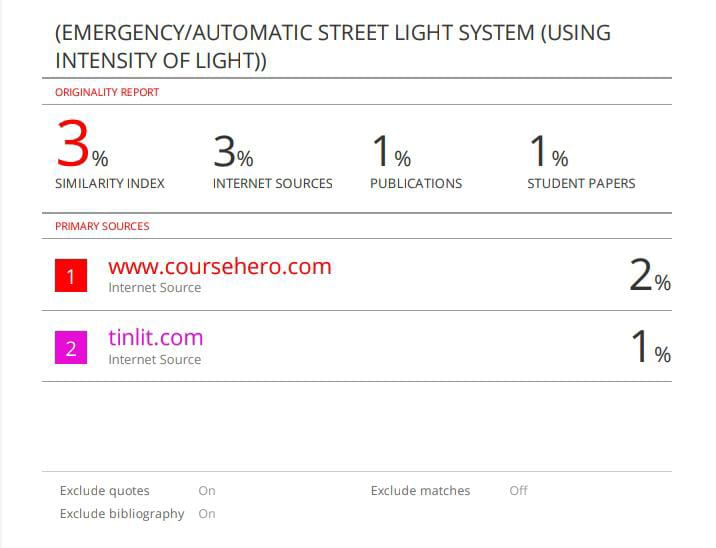 (EMERGENCY/AUTOMATIC STREET LIGHT SYSTEM (USING
INTENSITY OF LIGHT))
ORIGINALITY REPORT
3% 3% 1% 1%
SIMILARITY INDEX INTERNET SOURCES PUBLICATIONS STUDENT PAPERS
PRIMARY SOURCES
1 www.coursehero.com 2%
Internet Source
2 tinlit.com 1%
Internet Source
Exclude quotes On Exclude matches Off
Exclude bibliography On